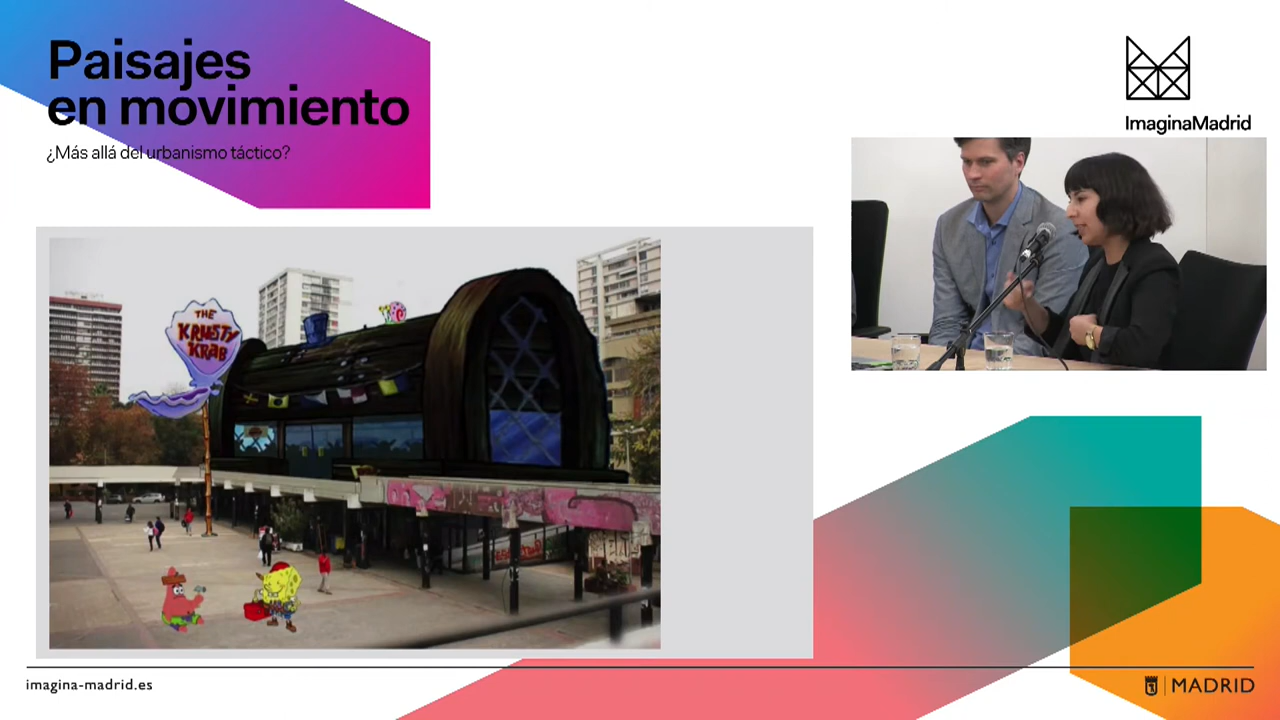 Paisajes
en movimiento
¿Más allá del urbanismo táctico?
ImaginaMadrid
THE
KRUSTY
KRAB
imagina-madrid.es
MADRID